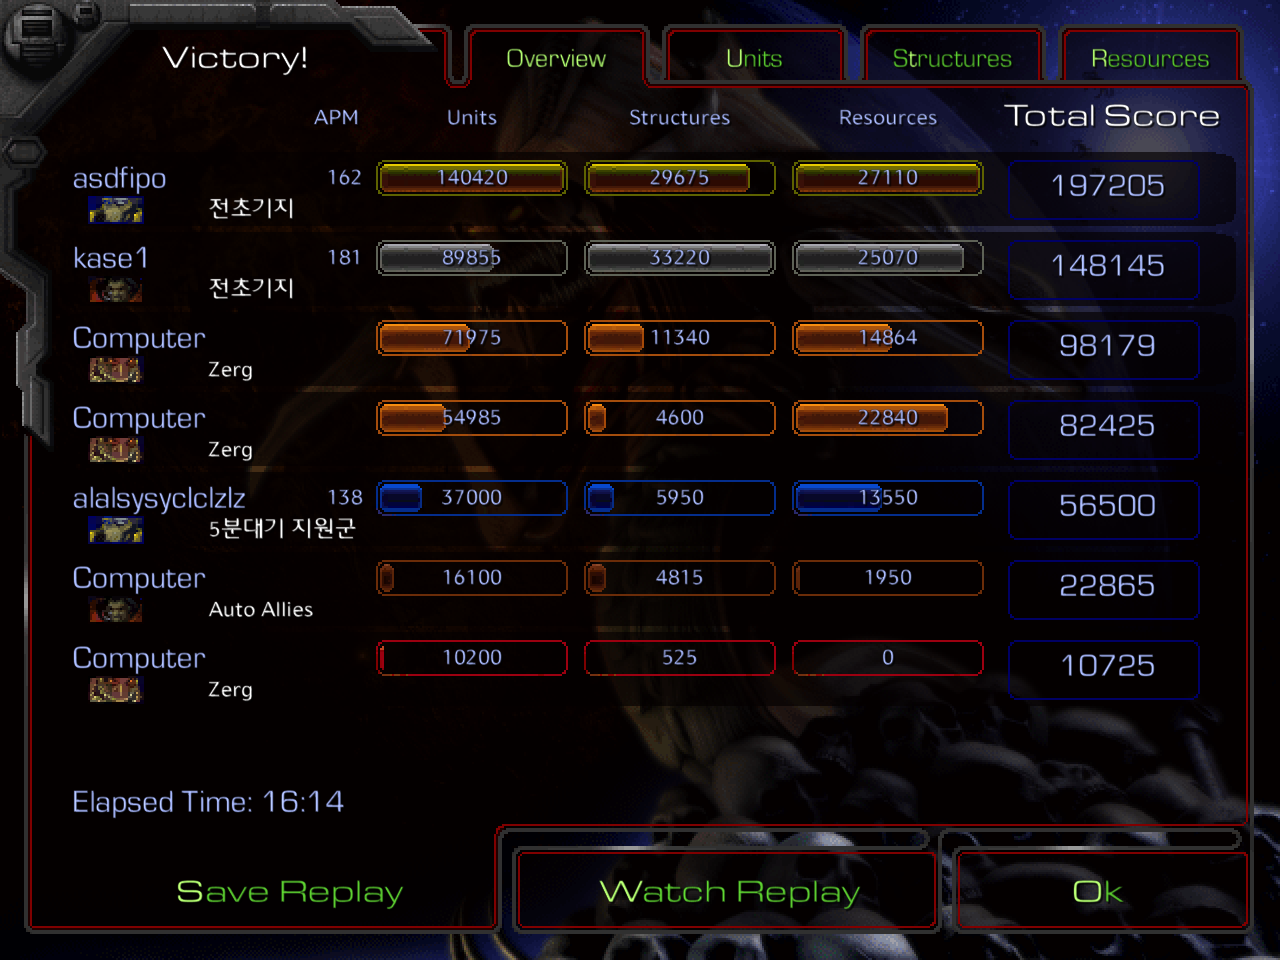 Victory!
Overview
Units
Structures
Resources
APM Units Structures Resources Total Score
asdfipo 162 140420 29675 27110 197205
전초기지
kase1 181 89855 33220 25070 148145
전초기지
Computer 71975 11340 14864 98179
Zerg
Computer 54985 4600 22840 82425
Zerg
alalsysyclclzlz 138 37000 5950 13550 56500
5분대기 지원군
Computer 16100 4815 1950 22865
Auto Allies
Computer 10200 525 0 10725
Zerg
Elapsed Time: 16:14
Save Replay
Watch Replay
Ok